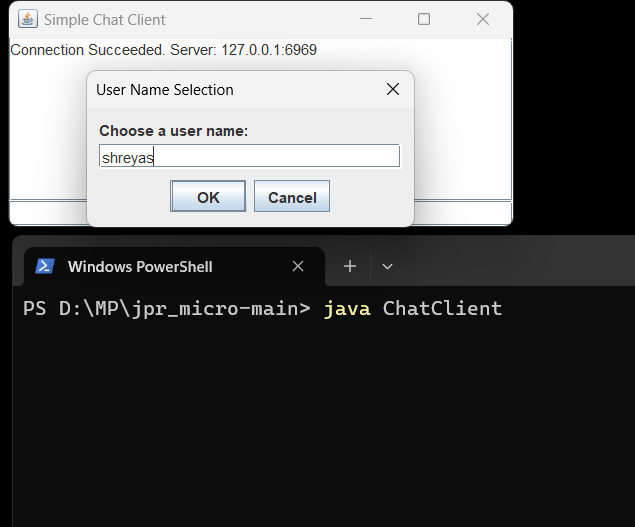 Simple Chat Client
Connection Succeeded. Server: 127.0.0.1:6969
User Name Selection
Choose a user name:
shreyas
OK Cancel
Windows PowerShell
PS D:\MP\jpr_micro-main> java ChatClient